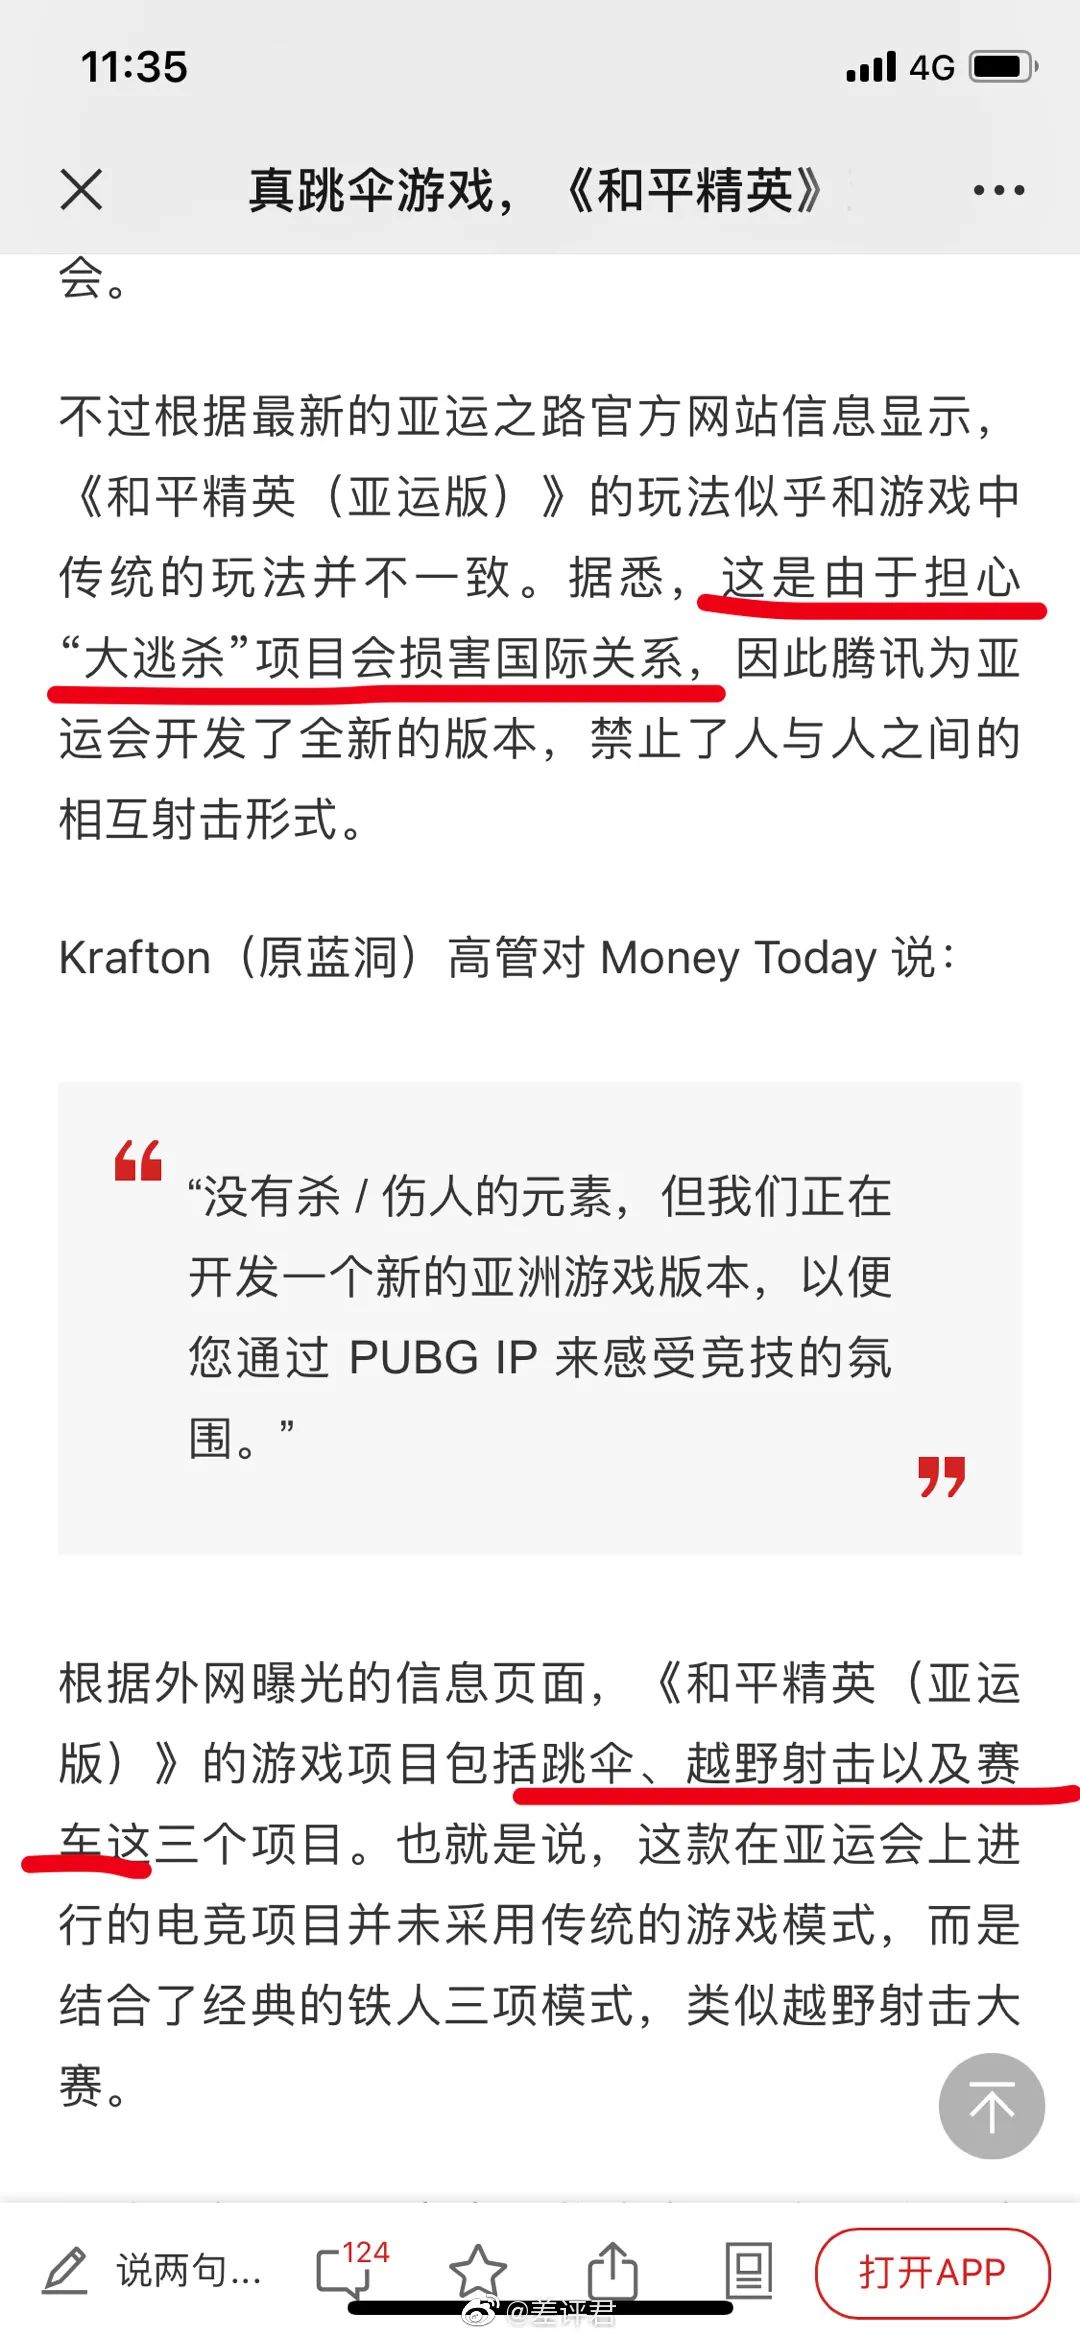 11:35
4G
真跳伞游戏，《和平精英》
会。
不过根据最新的亚运之路官方网站信息显示，
《和平精英（亚运版）》的玩法似乎和游戏中
传统的玩法并不一致。据悉，这是由于担心
“大逃杀”项目会损害国际关系，因此腾讯为亚
运会开发了全新的版本，禁止了人与人之间的
相互射击形式。
Krafton（原蓝洞）高管对 Money Today 说：
“没有杀 / 伤人的元素，但我们正在
开发一个新的亚洲游戏版本，以便
您通过 PUBG IP 来感受竞技的氛
围。”
根据外网曝光的信息页面，《和平精英（亚运
版）》的游戏项目包括跳伞、越野射击以及赛
车这三个项目。也就是说，这款在亚运会上进
行的电竞项目并未采用传统的游戏模式，而是
结合了经典的铁人三项模式，类似越野射击大
赛。
说两句...
124
打开APP
@差评君